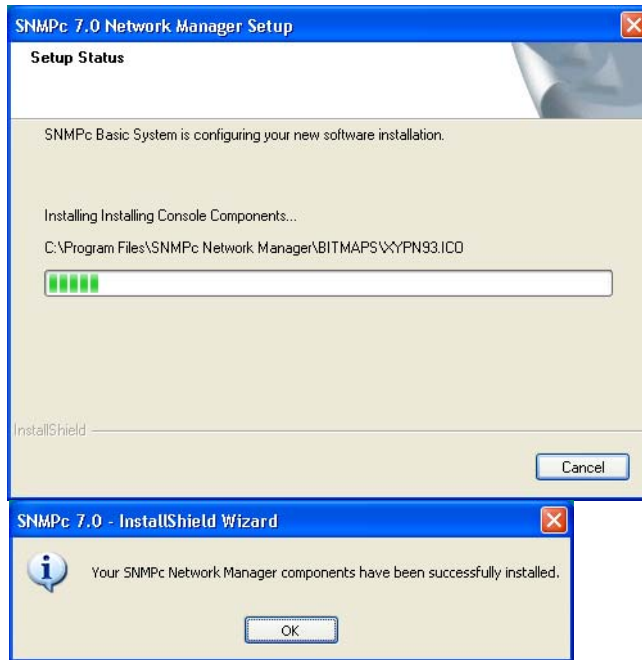 SNMPc 7.0 Network Manager Setup
Setup Status
SNMPc Basic System is configuring your new software installation.
Installing Installing Console Components...
C:\Program Files\SNMPc Network Manager\BITMAPS\XYPN93.ICO
InstallShield
Cancel
SNMPc 7.0 - InstallShield Wizard
Your SNMPc Network Manager components have been successfully installed.
OK